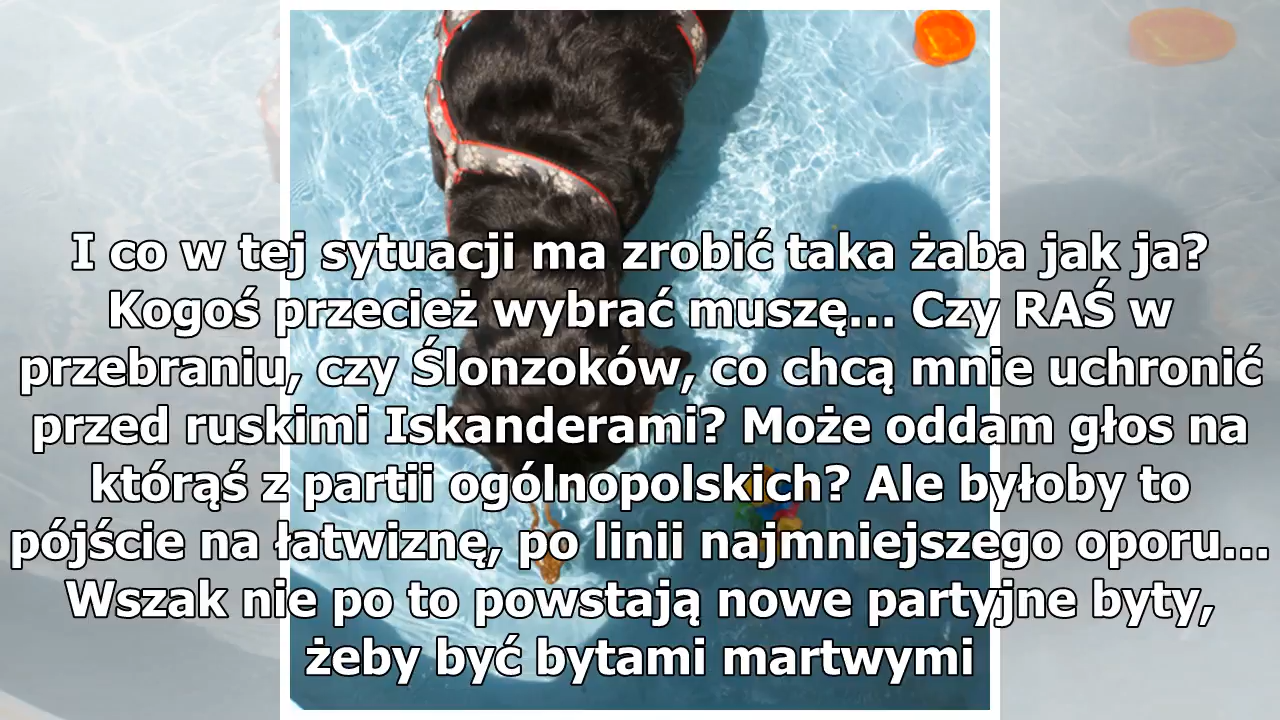 I co w tej sytuacji ma zrobić taka żaba jak ja?
Kogoś przecież wybrać muszę... Czy RAŚ w
przebraniu, czy Ślonzoków, co chcą mnie uchronić
przed ruskimi Iskanderami? Może oddam głos na
którąś z partii ogólnopolskich? Ale byłoby to
pójście na łatwiznę, po linii najmniejszego oporu...
Wszak nie po to powstają nowe partyjne byty,
żeby być bytami martwymi